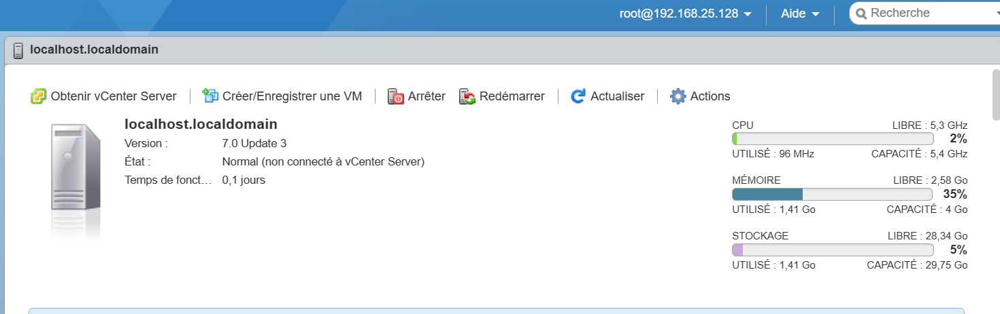 root@192.168.25.128 Aide Recherche
localhost.localdomain
Obtenir vCenter Server Créer/Enregistrer une VM Arrêter Redémarrer Actualiser Actions
localhost.localdomain
Version : 7.0 Update 3
État : Normal (non connecté à vCenter Server)
Temps de fonct... 0,1 jours
CPU LIBRE : 5,3 GHz
2%
UTILISÉ : 96 MHz CAPACITÉ : 5,4 GHz
MÉMOIRE LIBRE : 2,58 Go
35%
UTILISÉ : 1,41 Go CAPACITÉ : 4 Go
STOCKAGE LIBRE : 28,34 Go
5%
UTILISÉ : 1,41 Go CAPACITÉ : 29,75 Go